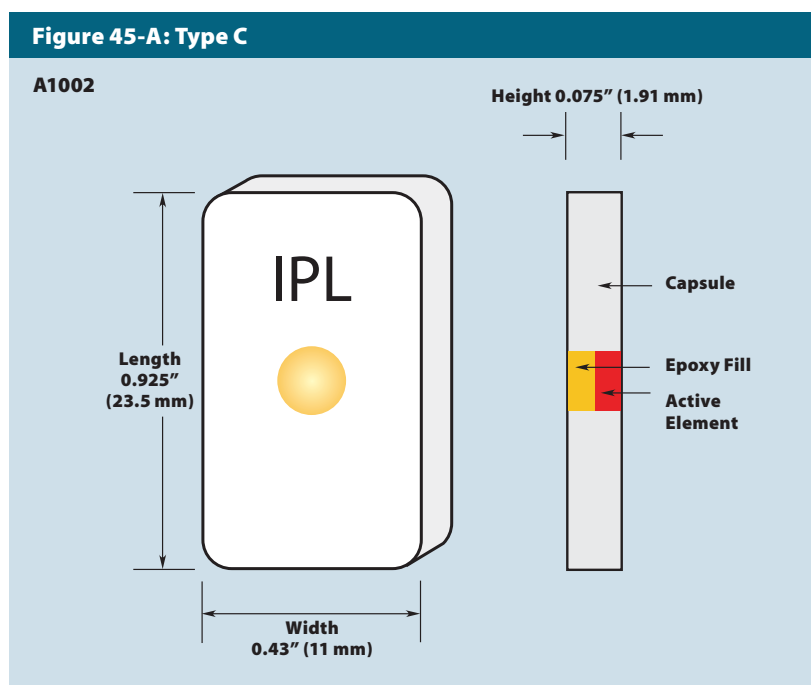 Figure 45-A: Type C
A1002
Height 0.075" (1.91 mm)
IPL
Capsule
Length
0.925"
(23.5 mm)
Epoxy Fill
Active
Element
Width
0.43" (11 mm)